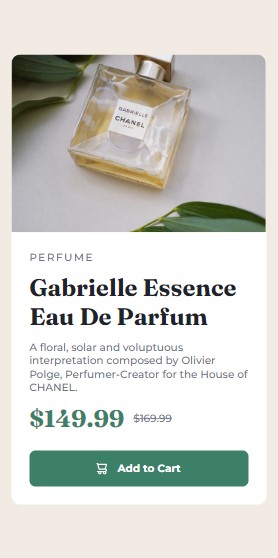 GABRIELLE
CHANEL
PERFUME
Gabrielle Essence
Eau De Parfum
A floral, solar and voluptuous
interpretation composed by Olivier
Polge, Perfumer-Creator for the House of
CHANEL.
$149.99 $169.99
Add to Cart